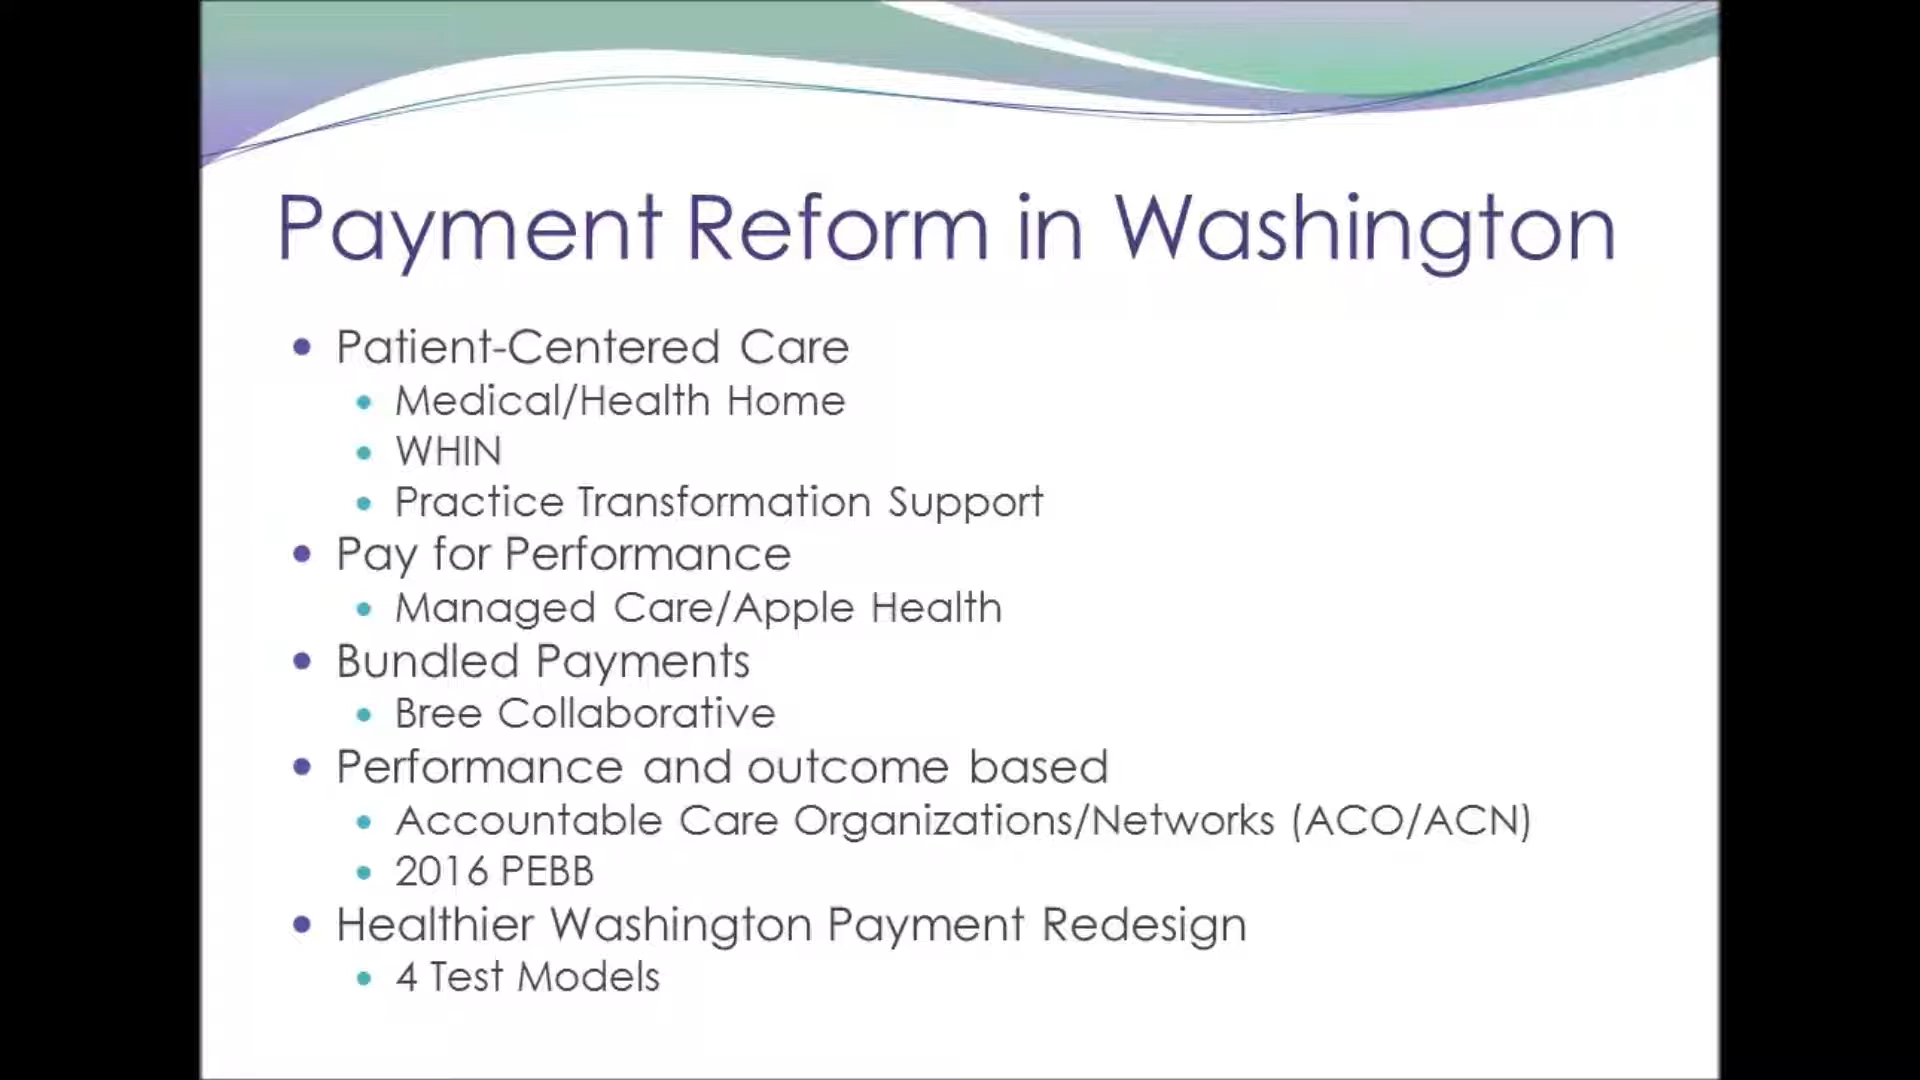 Payment Reform in Washington
Patient-Centered Care
Medical/Health Home
WHIN
Practice Transformation Support
Pay for Performance
Managed Care/Apple Health
Bundled Payments
Bree Collaborative
Performance and outcome based
Accountable Care Organizations/Networks (ACO/ACN)
2016 PEBB
Healthier Washington Payment Redesign
4 Test Models